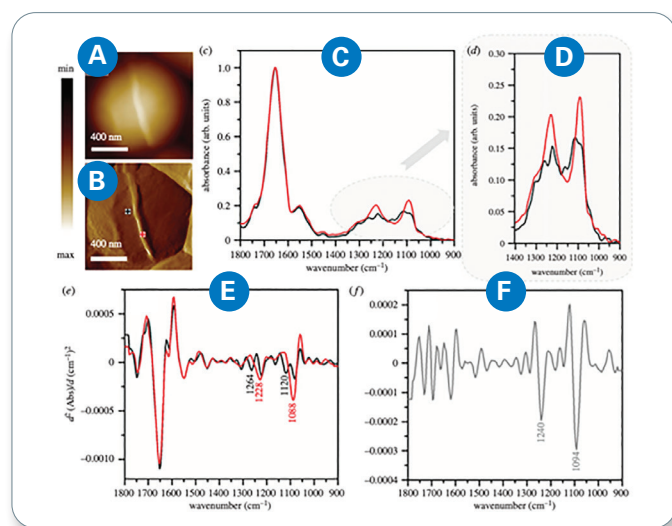 A
min
400 nm
B
400 nm
max
(c)
C
1.0
0.8
0.6
0.4
0.2
0
absorbance (arb. units)
1800 1700 1600 1500 1400 1300 1200 1100 1000 900
wavenumber (cm⁻¹)
(d)
D
0.30
0.25
0.20
0.15
0.10
0.05
0
absorbance (arb. units)
1400 1300 1200 1100 1000 900
wavenumber (cm⁻¹)
(e)
E
0.0005
0
-0.0005
-0.0010
d² (Abs)/d (cm⁻¹)²
1264
1228
1120
1088
1800 1700 1600 1500 1400 1300 1200 1100 1000 900
wavenumber (cm⁻¹)
(f)
F
0.0002
0.0001
0
-0.0001
-0.0002
-0.0003
-0.0004
1240
1094
1800 1700 1600 1500 1400 1300 1200 1100 1000 900
wavenumber (cm⁻¹)